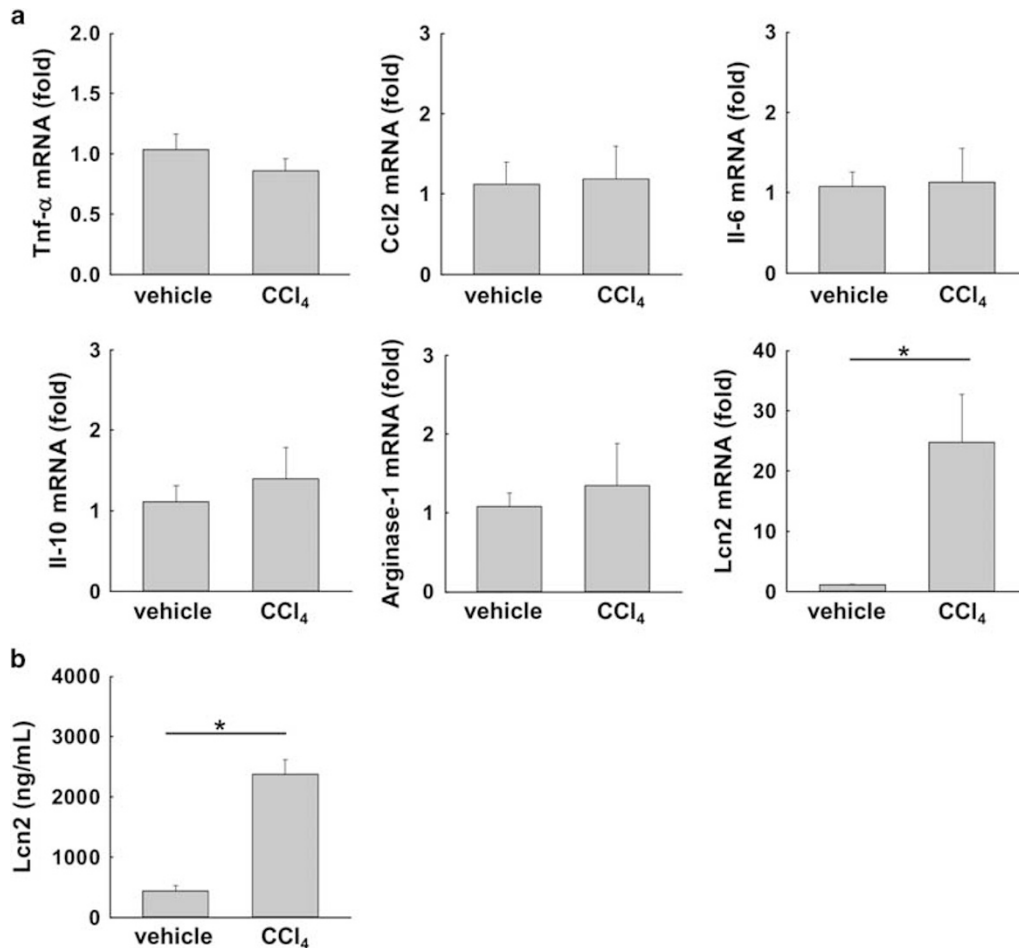 a
Tnf-α mRNA (fold)
2.0
1.5
1.0
0.5
0.0
vehicle CCl₄
Ccl2 mRNA (fold)
3
2
1
0
vehicle CCl₄
Il-6 mRNA (fold)
3
2
1
0
vehicle CCl₄
Il-10 mRNA (fold)
3
2
1
0
vehicle CCl₄
Arginase-1 mRNA (fold)
3
2
1
0
vehicle CCl₄
Lcn2 mRNA (fold)
40
30
20
10
0
*
vehicle CCl₄
b
Lcn2 (ng/mL)
4000
3000
2000
1000
0
*
vehicle CCl₄